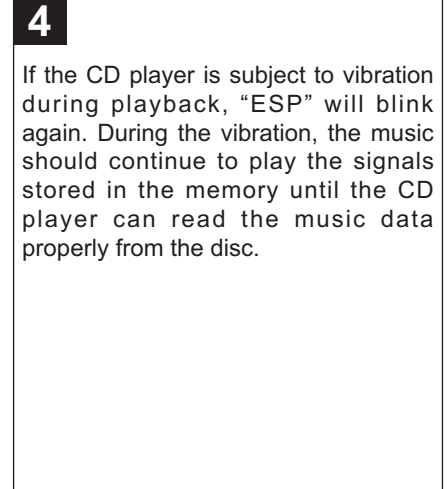 4
If the CD player is subject to vibration
during playback, “ESP” will blink
again. During the vibration, the music
should continue to play the signals
stored in the memory until the CD
player can read the music data
properly from the disc.